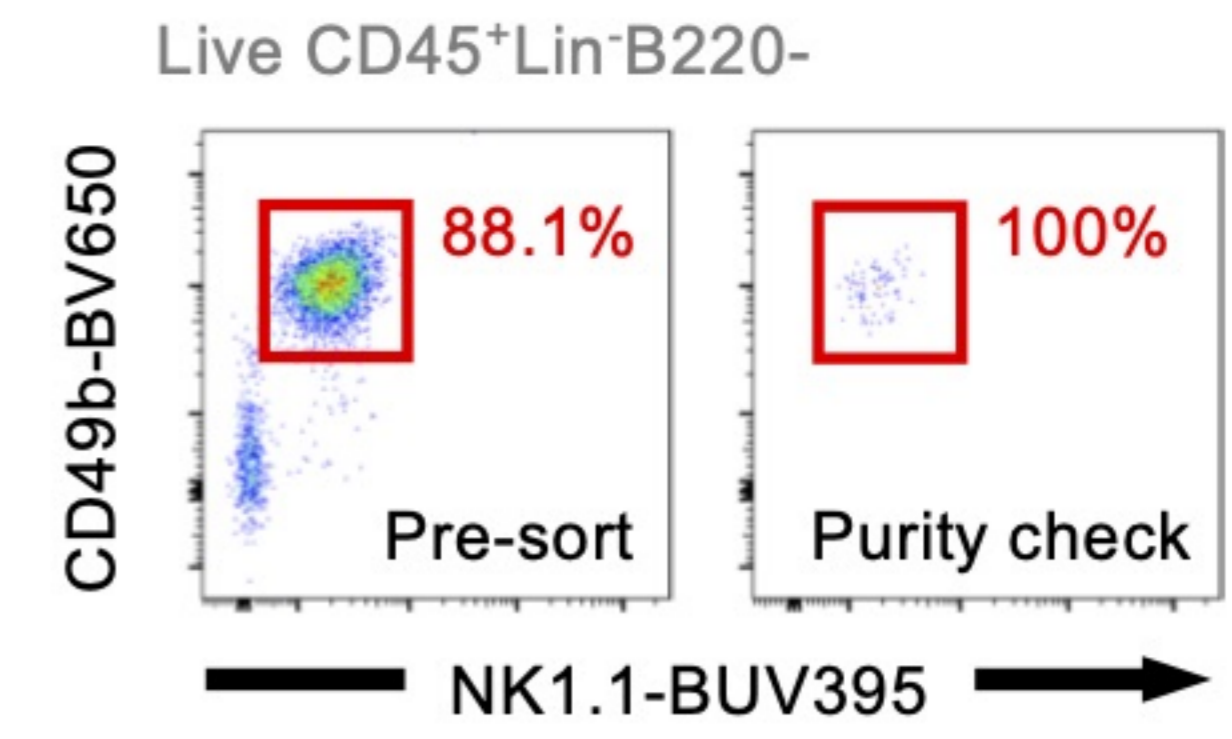 Live CD45⁺Lin⁻B220-
CD49b-BV650
88.1%
100%
Pre-sort
Purity check
NK1.1-BUV395